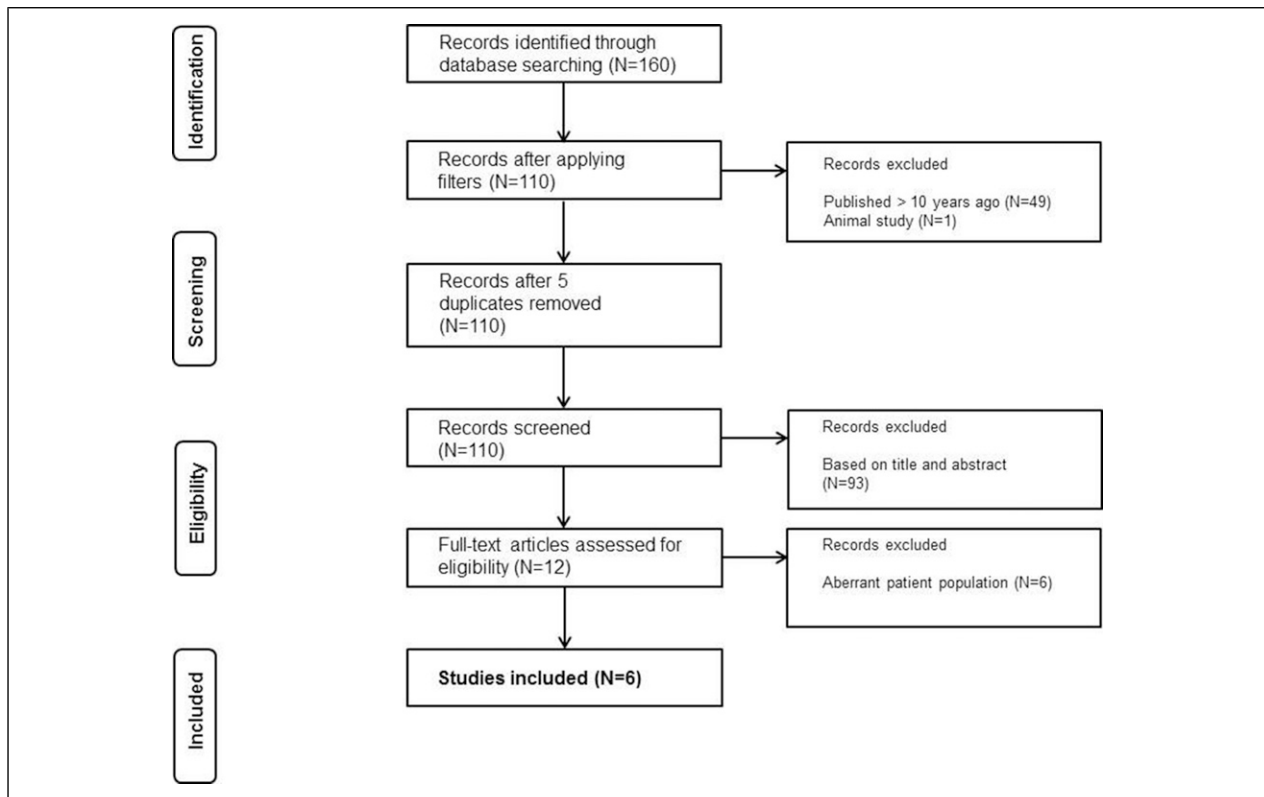 Identification
Records identified through
database searching (N=160)
Records after applying
filters (N=110)
Records excluded
Published > 10 years ago (N=49)
Animal study (N=1)
Screening
Records after 5
duplicates removed
(N=110)
Eligibility
Records screened
(N=110)
Records excluded
Based on title and abstract
(N=93)
Full-text articles assessed for
eligibility (N=12)
Records excluded
Aberrant patient population (N=6)
Included
Studies included (N=6)